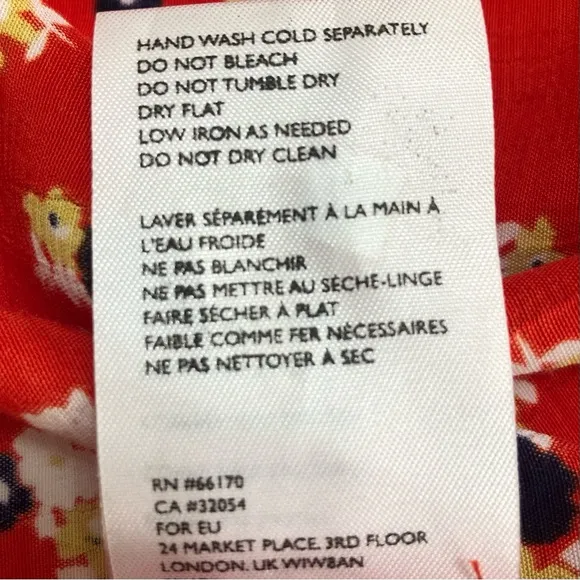 HAND WASH COLD SEPARATELY
DO NOT BLEACH
DO NOT TUMBLE DRY
DRY FLAT
LOW IRON AS NEEDED
DO NOT DRY CLEAN
LAVER SÉPARÉMENT À LA MAIN À
L'EAU FROIDE
NE PAS BLANCHIR
NE PAS METTRE AU SÈCHE-LINGE
FAIRE SÉCHER À PLAT
FAIBLE COMME FER NÉCESSAIRES
NE PAS NETTOYER À SEC
RN #66170
CA #32054
FOR EU
24 MARKET PLACE, 3RD FLOOR
LONDON, UK W1W8AN